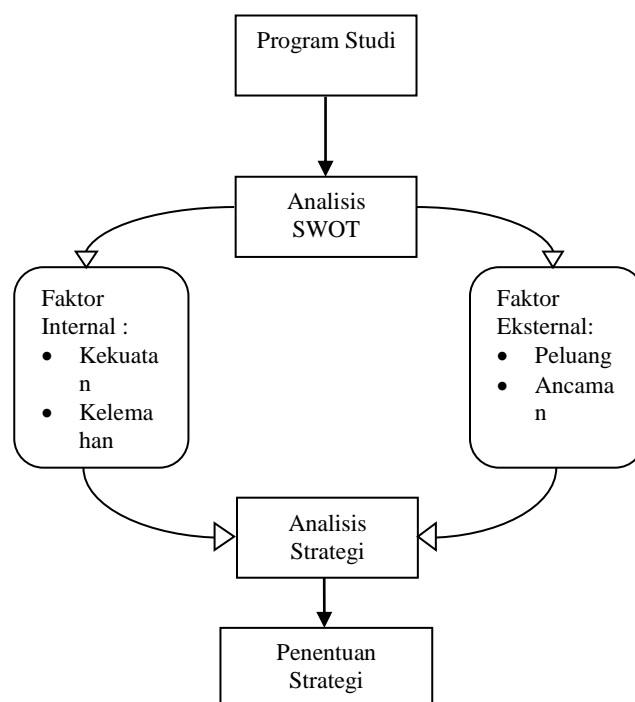 Program Studi
Analisis
SWOT
Faktor
Internal :
• Kekuata
n
• Kelema
han
Faktor
Eksternal:
• Peluang
• Ancama
n
Analisis
Strategi
Penentuan
Strategi